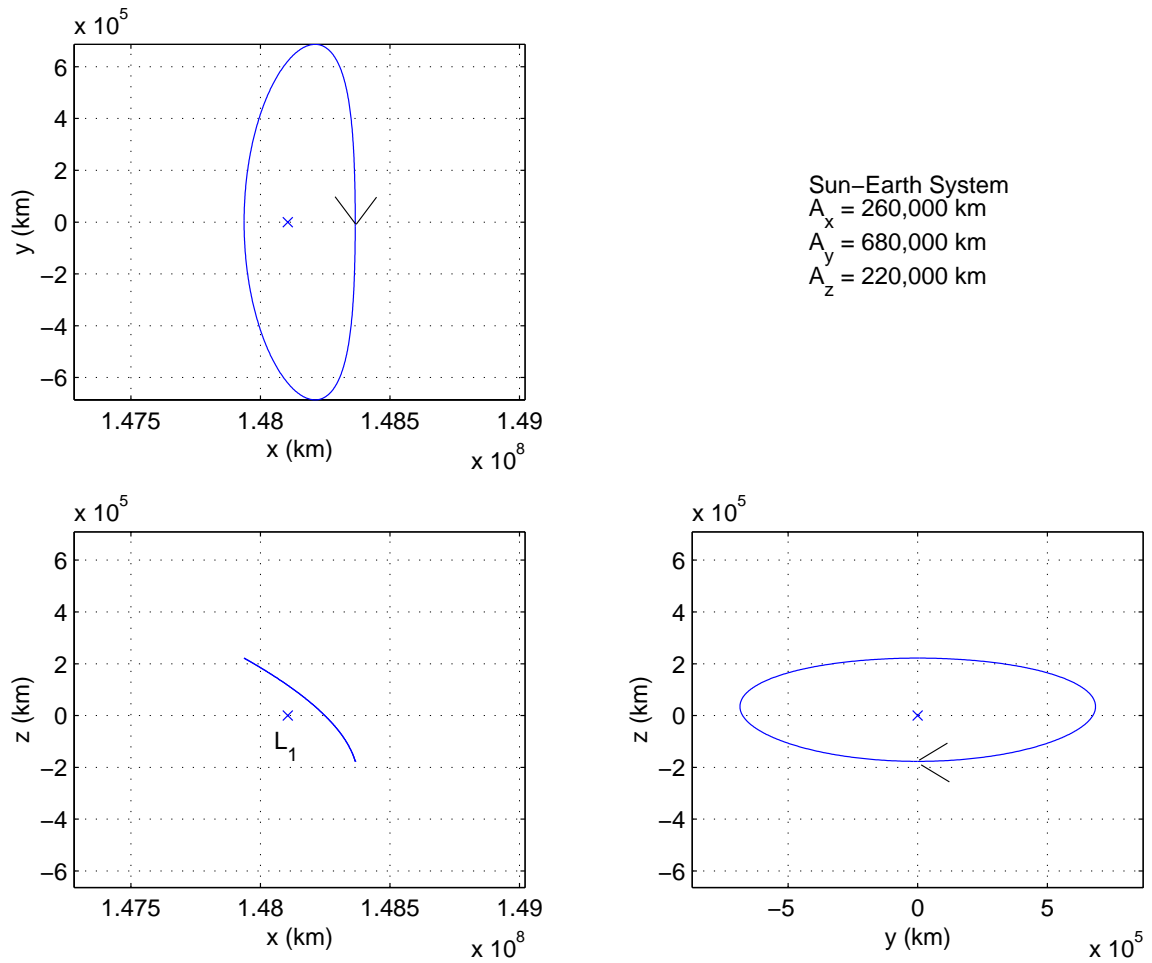 x 10^5
6
4
2
0
−2
−4
−6
y (km)
1.475 1.48 1.485 1.49
x (km)
x 10^8
Sun−Earth System
A_x = 260,000 km
A_y = 680,000 km
A_z = 220,000 km
x 10^5
6
4
2
0
−2
−4
−6
z (km)
L_1
1.475 1.48 1.485 1.49
x (km)
x 10^8
x 10^5
6
4
2
0
−2
−4
−6
z (km)
−5 0 5
y (km)
x 10^5